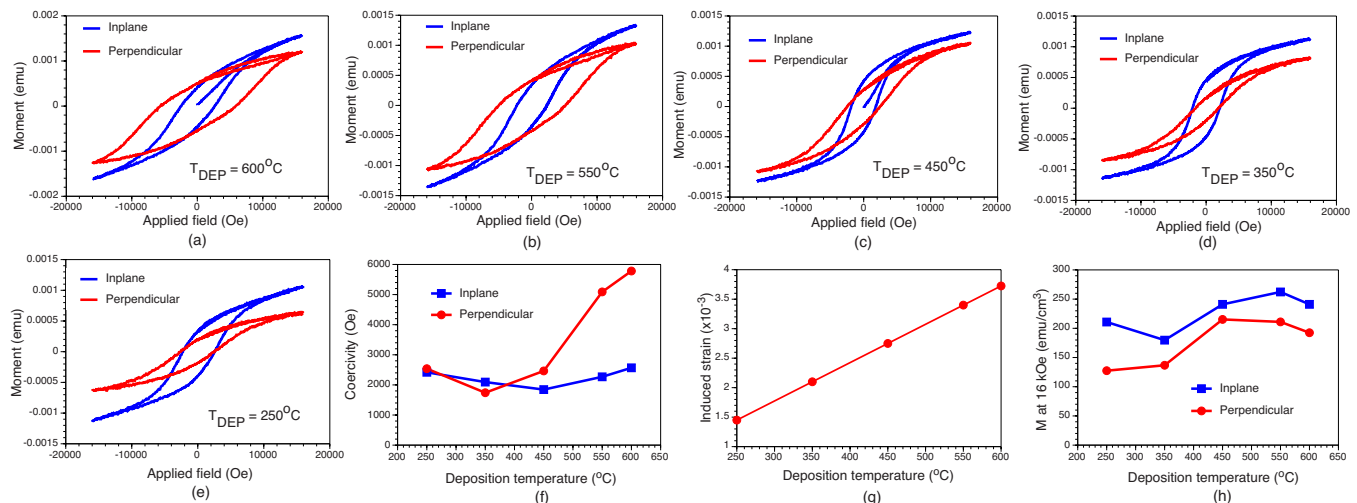 0.002
0.001
0
-0.001
-0.002
Moment (emu)
Inplane
Perpendicular
T_DEP = 600°C
-20000 -10000 0 10000 20000
Applied field (Oe)
(a)
0.0015
0.001
0.0005
0
-0.0005
-0.001
-0.0015
Moment (emu)
Inplane
Perpendicular
T_DEP = 550°C
-20000 -10000 0 10000 20000
Applied field (Oe)
(b)
0.0015
0.001
0.0005
0
-0.0005
-0.001
-0.0015
Moment (emu)
Inplane
Perpendicular
T_DEP = 450°C
-20000 -10000 0 10000 20000
Applied field (Oe)
(c)
0.0015
0.001
0.0005
0
-0.0005
-0.001
-0.0015
Moment (emu)
Inplane
Perpendicular
T_DEP = 350°C
-20000 -10000 0 10000 20000
Applied field (Oe)
(d)
0.0015
0.001
0.0005
0
-0.0005
-0.001
-0.0015
Moment (emu)
Inplane
Perpendicular
T_DEP = 250°C
-20000 -10000 0 10000 20000
Applied field (Oe)
(e)
6000
5000
4000
3000
2000
1000
0
Coercivity (Oe)
Inplane
Perpendicular
200 250 300 350 400 450 500 550 600 650
Deposition temperature (°C)
(f)
4
3.5
3
2.5
2
1.5
1
Induced strain (x10⁻³)
250 300 350 400 450 500 550 600
Deposition temperature (°C)
(g)
300
250
200
150
100
50
0
M at 16 kOe (emu/cm³)
Inplane
Perpendicular
200 250 300 350 400 450 500 550 600 650
Deposition temperature (°C)
(h)